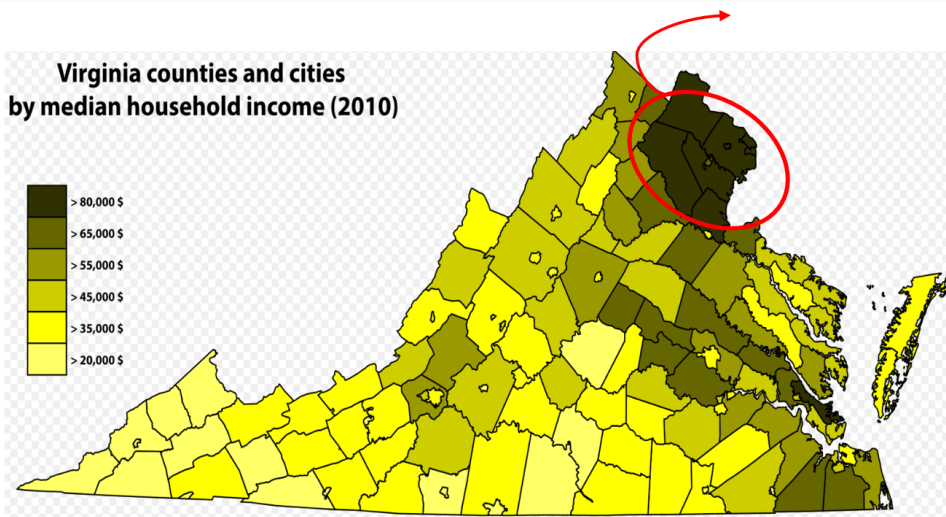 Virginia counties and cities
by median household income (2010)
> 80,000 $
> 65,000 $
> 55,000 $
> 45,000 $
> 35,000 $
> 20,000 $